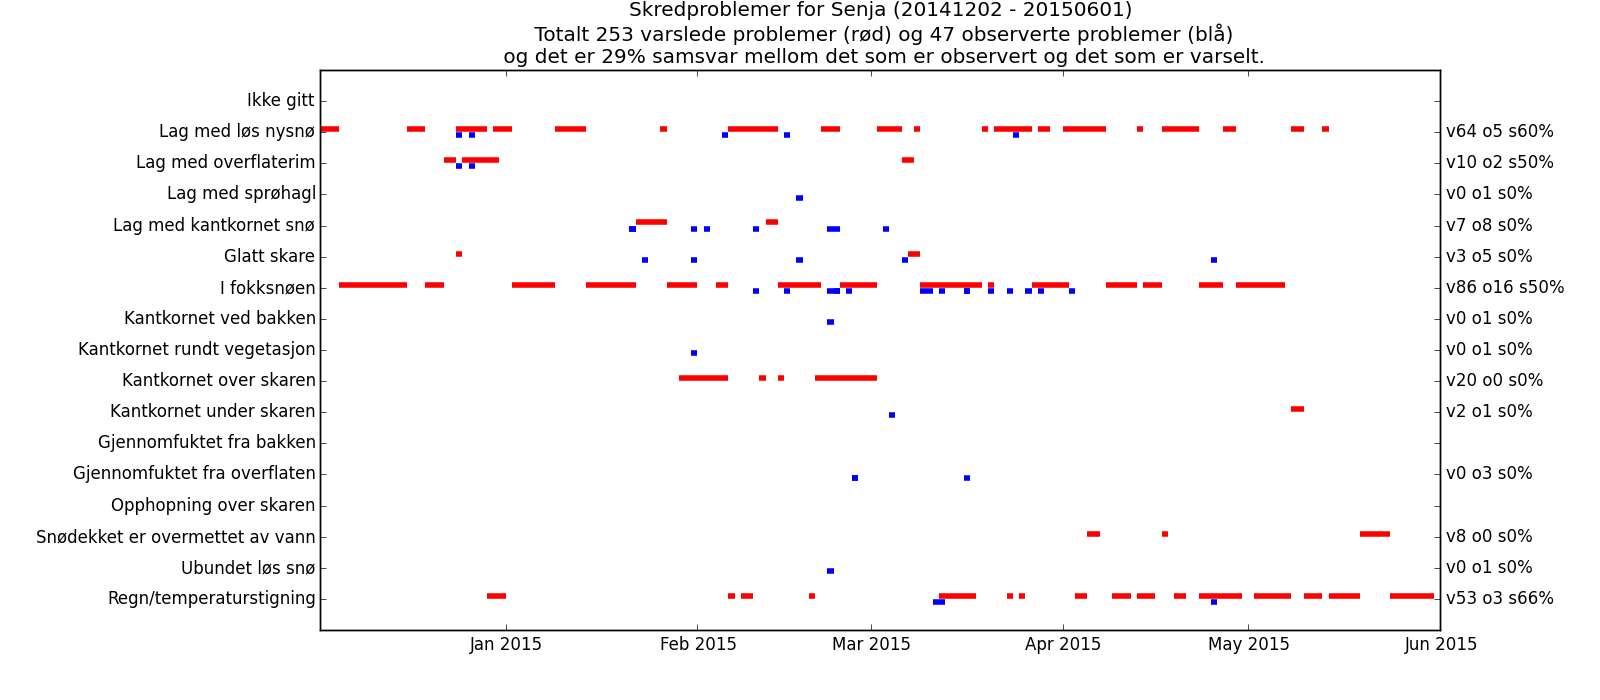 Skredproblemer for Senja (20141202 - 20150601)
Totalt 253 varslede problemer (rød) og 47 observerte problemer (blå)
og det er 29% samsvar mellom det som er observert og det som er varselt.
Ikke gitt
Lag med løs nysnø v64 o5 s60%
Lag med overflaterim v10 o2 s50%
Lag med sprøhagl v0 o1 s0%
Lag med kantkornet snø v7 o8 s0%
Glatt skare v3 o5 s0%
I fokksnøen v86 o16 s50%
Kantkornet ved bakken v0 o1 s0%
Kantkornet rundt vegetasjon v0 o1 s0%
Kantkornet over skaren v20 o0 s0%
Kantkornet under skaren v2 o1 s0%
Gjennomfuktet fra bakken
Gjennomfuktet fra overflaten v0 o3 s0%
Opphopning over skaren
Snødekket er overmettet av vann v8 o0 s0%
Ubundet løs snø v0 o1 s0%
Regn/temperaturstigning v53 o3 s66%
Jan 2015 Feb 2015 Mar 2015 Apr 2015 May 2015 Jun 2015